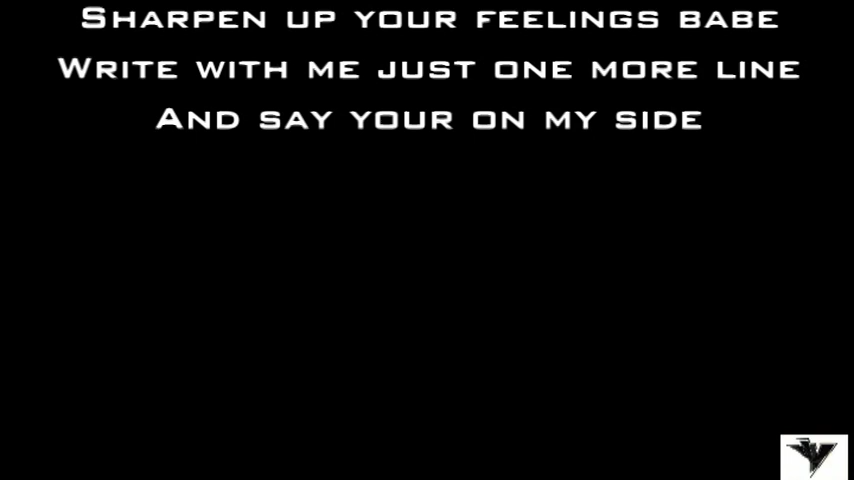 Sharpen up your feelings babe
Write with me just one more line
And say your on my side